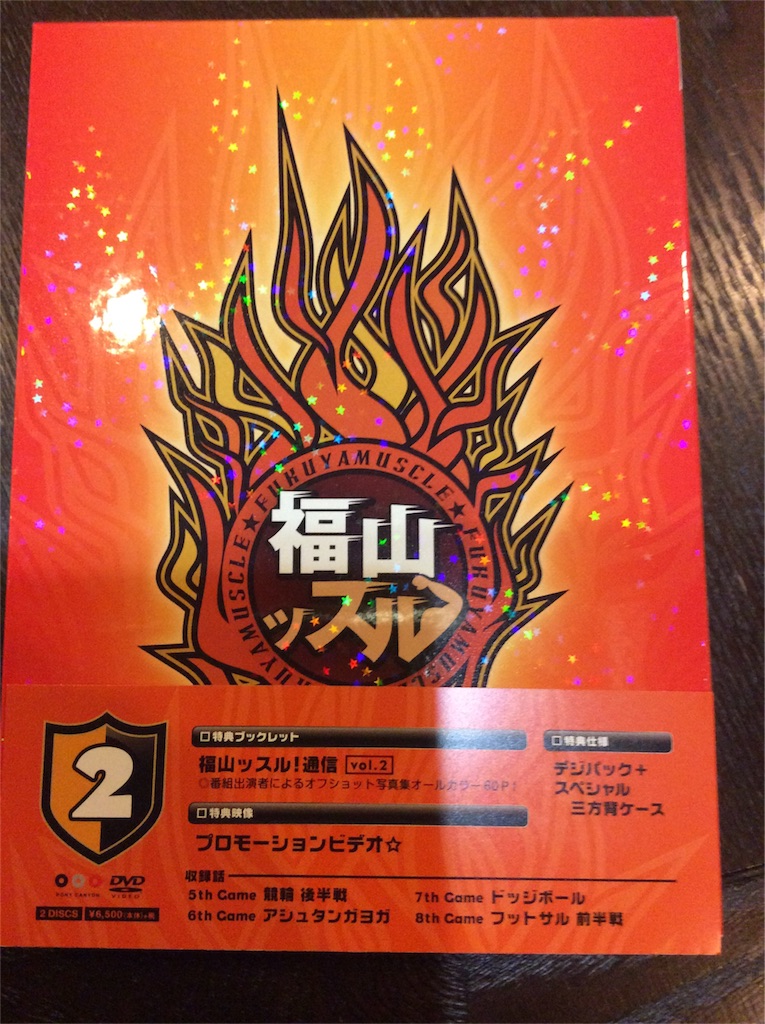 ★FUKUYAMUSCLE★FUKUYAMUSCLE
福山
ッスル
2
□特典ブックレット
福山ッスル!通信 vol.2
◎番組出演者によるオフショット写真集オールカラー60P!
□特典映像
プロモーションビデオ☆
□特典仕様
デジパック+
スペシャル
三方背ケース
収録話
5th Game 競輪 後半戦
6th Game アシュタンガヨガ
7th Game ドッジボール
8th Game フットサル 前半戦
DVD
VIDEO
2 DISCS ¥6,500(本体)+税